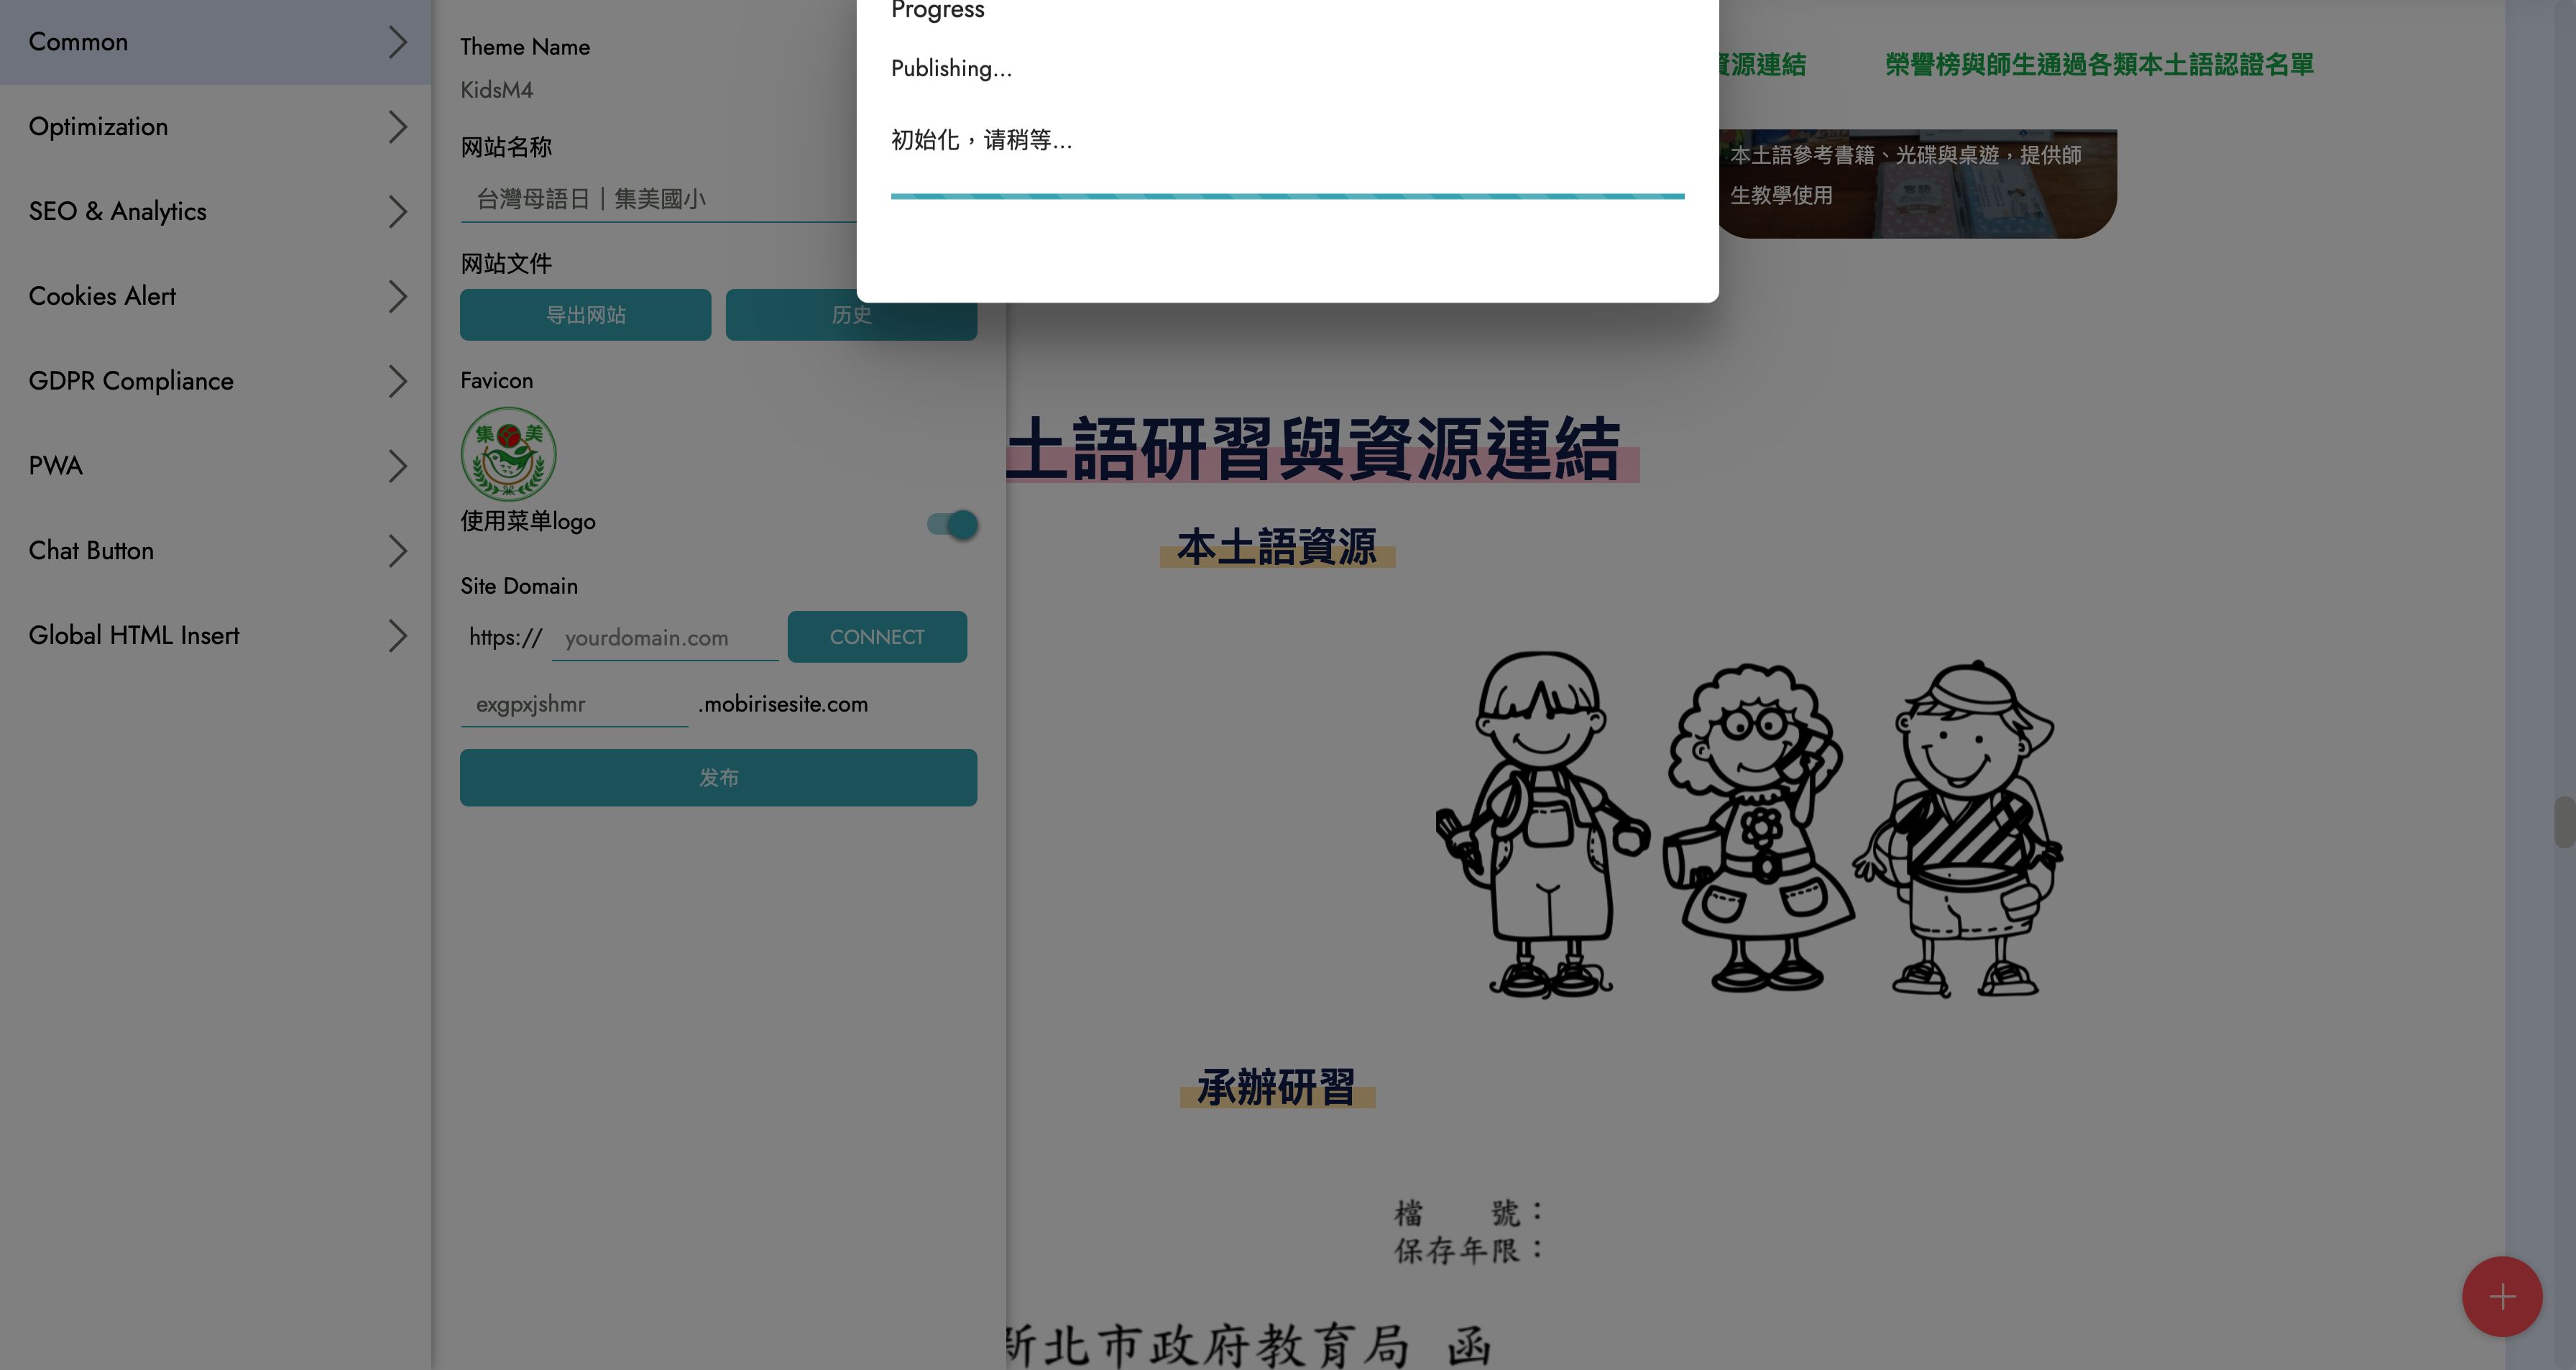 Common
Optimization
SEO & Analytics
Cookies Alert
GDPR Compliance
PWA
Chat Button
Global HTML Insert
Theme Name
KidsM4
网站名称
台灣母語日｜集美國小
网站文件
导出网站
历史
Favicon
集 美
使用菜单logo
Site Domain
https://
yourdomain.com
CONNECT
exgpxjshmr
.mobirisesite.com
发布
Progress
Publishing...
初始化，请稍等...
資源連結
榮譽榜與師生通過各類本土語認證名單
本土語參考書籍、光碟與桌遊，提供師
生教學使用
土語研習與資源連結
本土語資源
承辦研習
檔 號：
保存年限：
新北市政府教育局 函